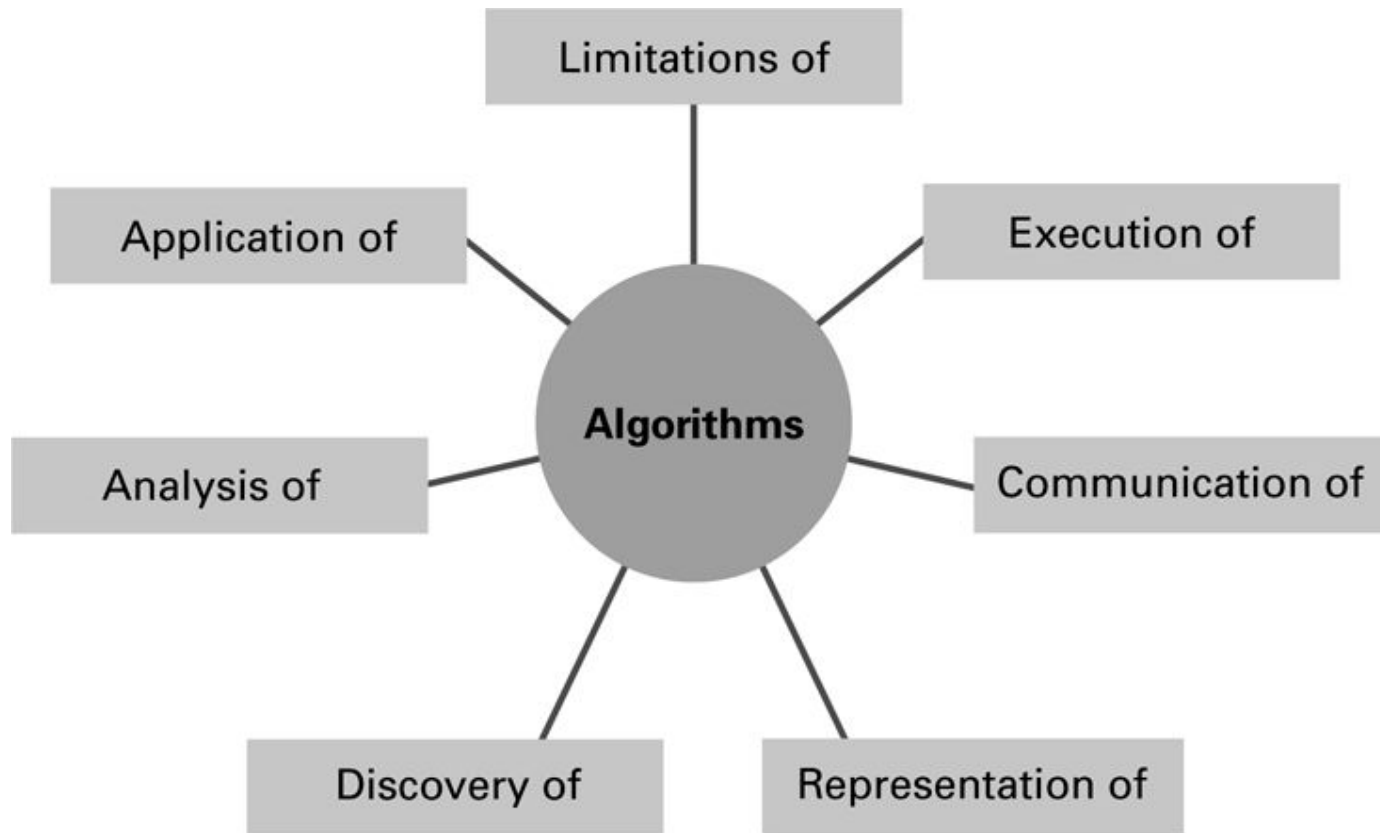 Limitations of
Application of
Execution of
Algorithms
Analysis of
Communication of
Discovery of
Representation of